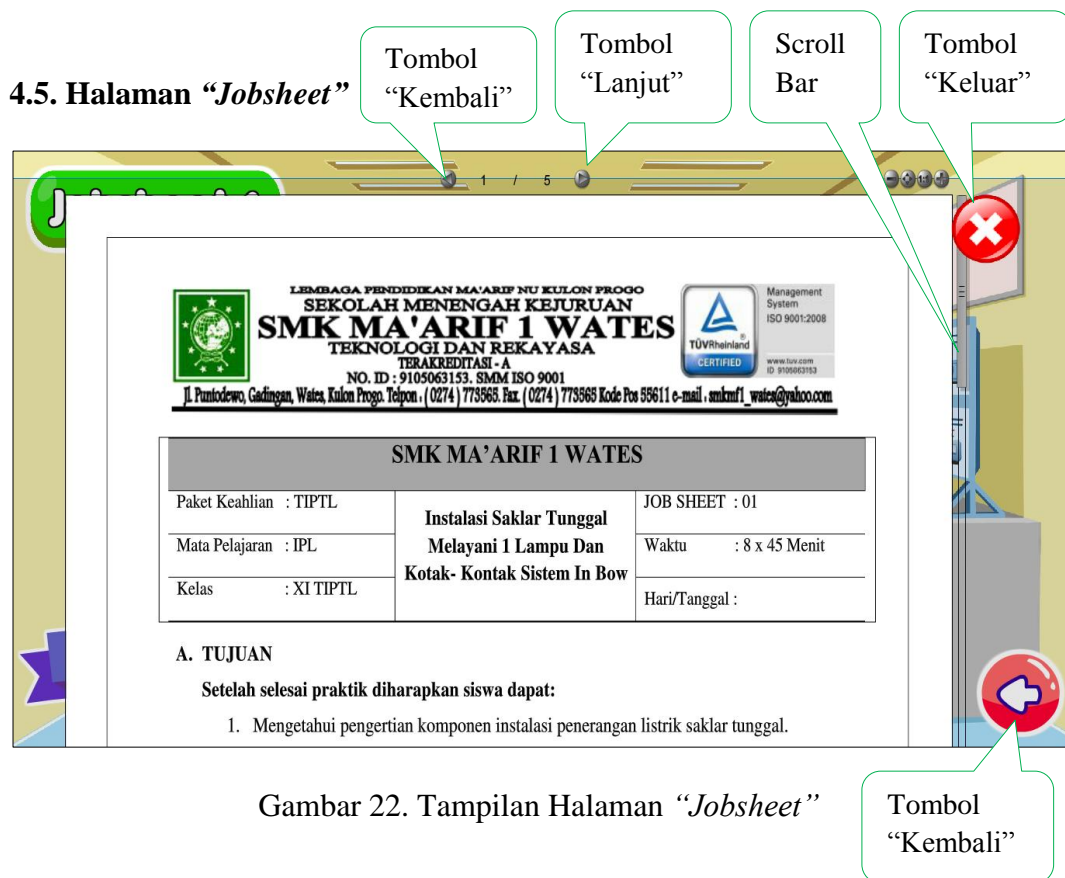 4.5. Halaman “Jobsheet”
Tombol
“Kembali”
Tombol
“Lanjut”
Scroll
Bar
Tombol
“Keluar”
1 / 5
1:1
LEMBAGA PENDIDIKAN MA'ARIF NU KULON PROGO
SEKOLAH MENENGAH KEJURUAN
SMK MA'ARIF 1 WATES
TEKNOLOGI DAN REKAYASA
TERAKREDITASI - A
NO. ID : 9105063153. SMM ISO 9001
Jl. Puntodewo, Gadingan, Wates, Kulon Progo. Telpon : ( 0274 ) 773565. Fax. ( 0274 ) 773565 Kode Pos 55611 e-mail : smkmf1_wates@yahoo.com
TÜVRheinland®
CERTIFIED
Management
System
ISO 9001:2008
www.tuv.com
ID 9105063153
SMK MA’ARIF 1 WATES
Paket Keahlian : TIPTL
Mata Pelajaran : IPL
Kelas : XI TIPTL
Instalasi Saklar Tunggal
Melayani 1 Lampu Dan
Kotak- Kontak Sistem In Bow
JOB SHEET : 01
Waktu : 8 x 45 Menit
Hari/Tanggal :
A. TUJUAN
Setelah selesai praktik diharapkan siswa dapat:
1. Mengetahui pengertian komponen instalasi penerangan listrik saklar tunggal.
Gambar 22. Tampilan Halaman “Jobsheet”
Tombol
“Kembali”